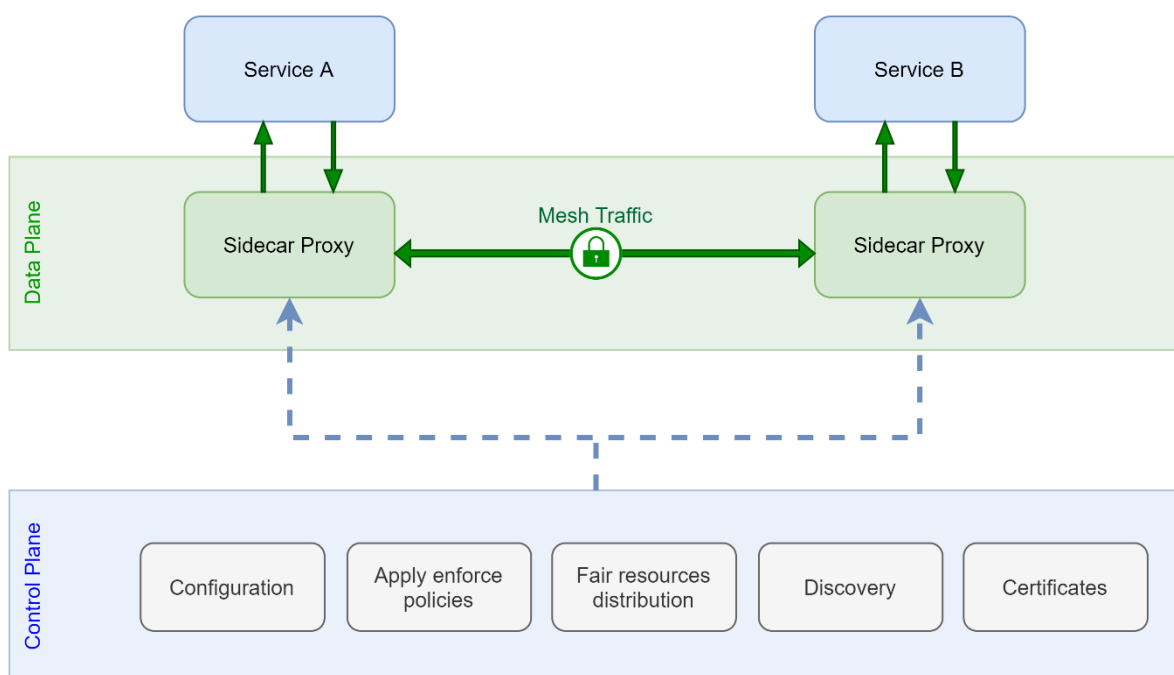 Service A
Service B
Data Plane
Sidecar Proxy
Mesh Traffic
Sidecar Proxy
Control Plane
Configuration
Apply enforce
policies
Fair resources
distribution
Discovery
Certificates